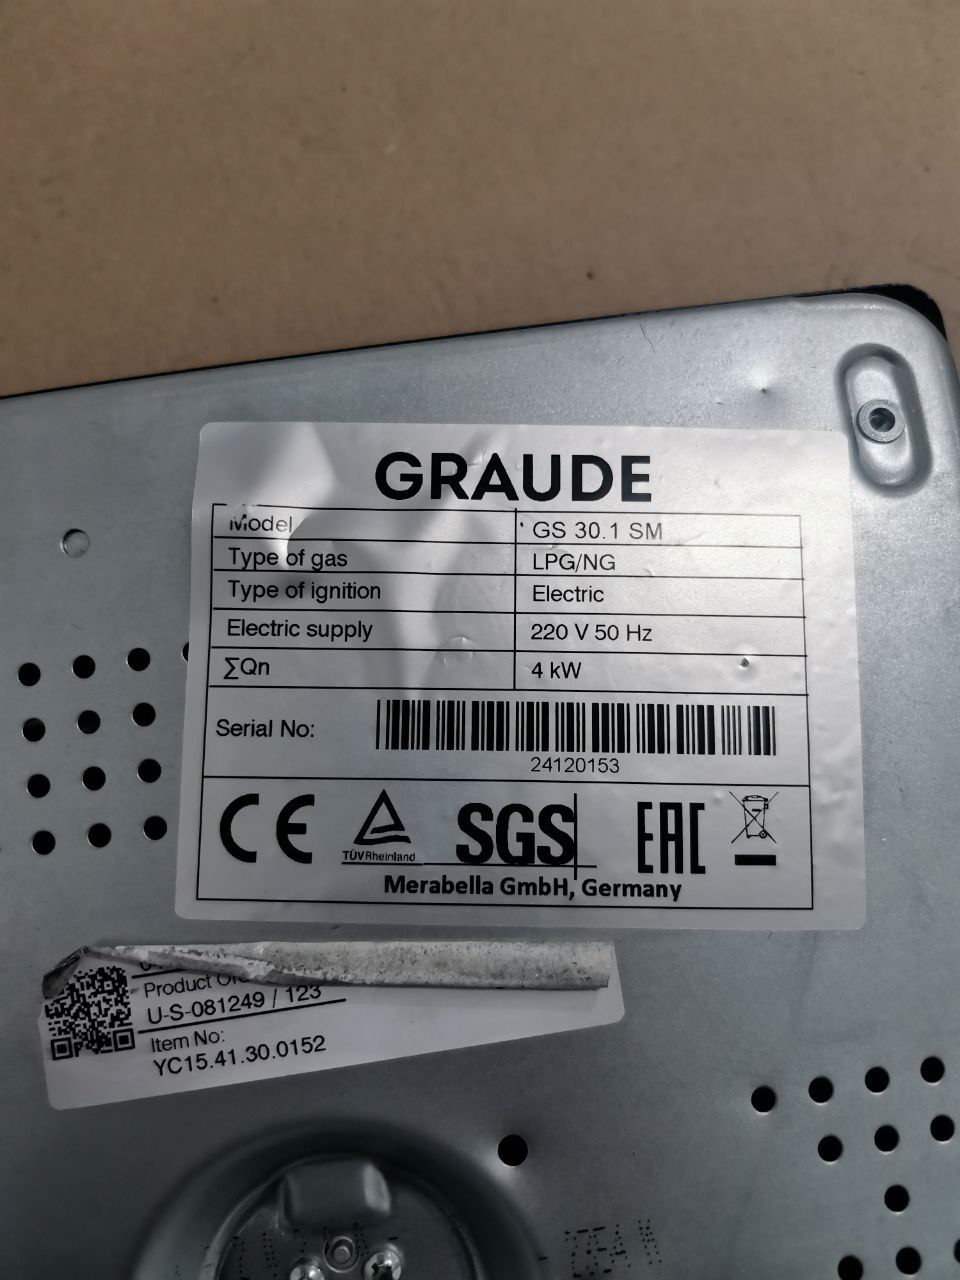 GRAUDE
Model GS 30.1 SM
Type of gas LPG/NG
Type of ignition Electric
Electric supply 220 V 50 Hz
∑Qn 4 kW
Serial No:
24120153
CE TÜVRheinland SGS EAC
Merabella GmbH, Germany
Product
U-S-081249 / 123
Item No:
YC15.41.30.0152